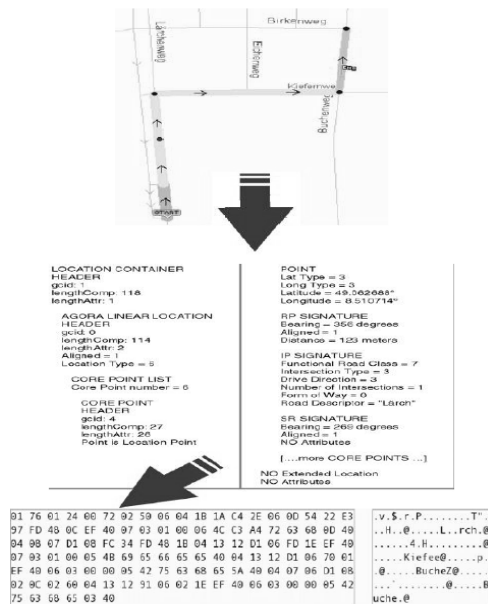 Birkenweg
Lärchenweg
Eichenweg
Kiefernwe
Buchenweg
START
LOCATION CONTAINER
HEADER
gcid: 1
lengthComp: 118
lengthAttr: 1
AGORA LINEAR LOCATION
HEADER
gcid: 0
lengthComp: 114
lengthAttr: 2
Aligned = 1
Location Type = 5
CORE POINT LIST
Core Point number = 6
CORE POINT
HEADER
gcid: 4
lengthComp: 27
lengthAttr: 26
Point is Location Point
POINT
Lat Type = 3
Long Type = 3
Latitude = 49.362688°
Longitude = 8.510714°
RP SIGNATURE
Bearing = 356 degrees
Aligned = 1
Distance = 123 meters
IP SIGNATURE
Functional Road Class = 7
Intersection Type = 3
Drive Direction = 3
Number of Intersections = 1
Form of Way = 0
Road Descriptor = "Lärch"
SR SIGNATURE
Bearing = 269 degrees
Aligned = 1
NO Attributes
[....more CORE POINTS ...]
NO Extended Location
NO Attributes
01 76 01 24 00 72 02 50 06 04 1B 1A C4 2E 06 0D 54 22 E3
97 FD 48 0C EF 40 07 03 01 00 06 4C C3 A4 72 63 68 0D 40
04 0B 07 D1 08 FC 34 FD 48 1B 04 13 12 D1 06 FD 1E EF 40
07 03 01 00 05 4B 69 65 66 65 65 40 04 13 12 D1 06 70 01
EF 40 06 03 00 00 05 42 75 63 68 65 5A 40 04 07 06 D1 08
02 0C 02 60 04 13 12 91 06 02 1E EF 40 06 03 00 00 05 42
75 63 68 65 03 40
.v.$.r.P........T".
..H..@.....L..rch.@
......4.H.........@
.....Kiefee@.....p.
.@......BucheZ@....
...`.........@.....B
uche.@